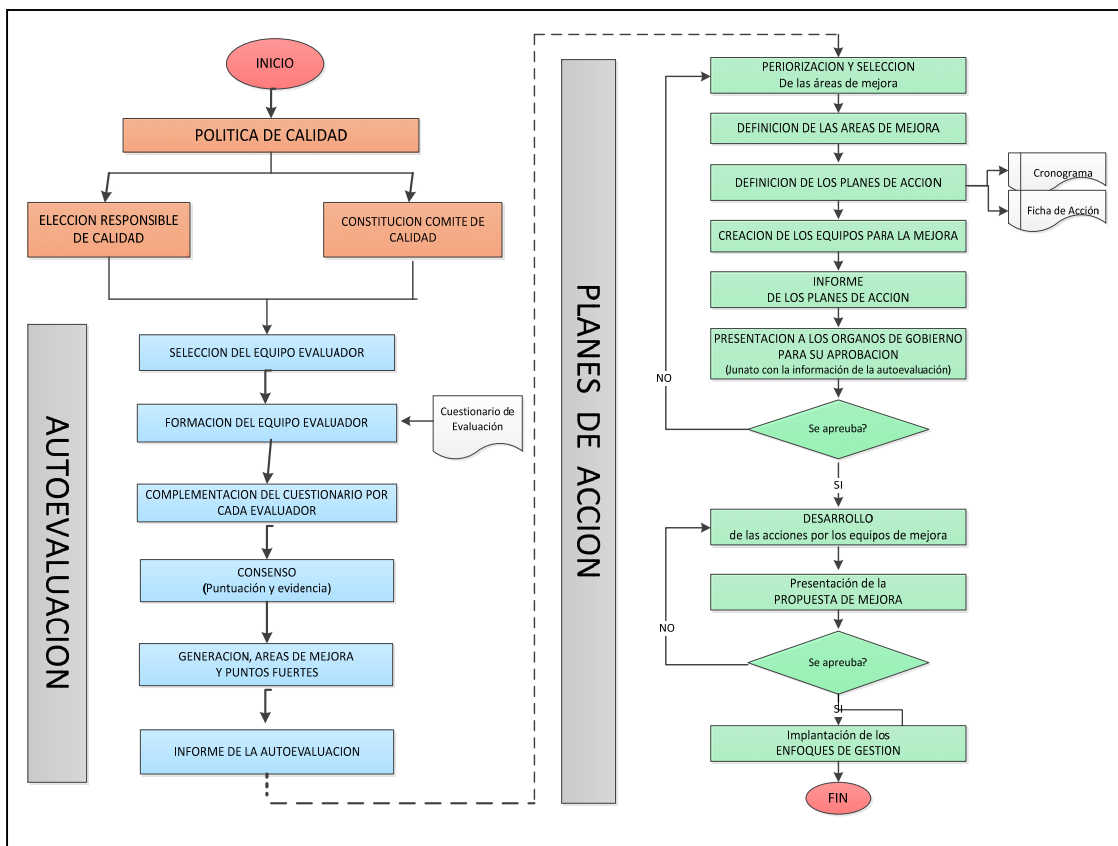 INICIO
POLITICA DE CALIDAD
ELECCION RESPONSIBLE
DE CALIDAD
CONSTITUCION COMITE DE
CALIDAD
AUTOEVALUACION
SELECCION DEL EQUIPO EVALUADOR
FORMACION DEL EQUIPO EVALUADOR
Cuestionario de
Evaluación
COMPLEMENTACION DEL CUESTIONARIO POR
CADA EVALUADOR
CONSENSO
(Puntuación y evidencia)
GENERACION, AREAS DE MEJORA
Y PUNTOS FUERTES
INFORME DE LA AUTOEVALUACION
PLANES DE ACCION
PERIORIZACION Y SELECCION
De las áreas de mejora
DEFINICION DE LAS AREAS DE MEJORA
DEFINICION DE LOS PLANES DE ACCION
Cronograma
Ficha de Acción
CREACION DE LOS EQUIPOS PARA LA MEJORA
INFORME
DE LOS PLANES DE ACCION
PRESENTACION A LOS ORGANOS DE GOBIERNO
PARA SU APROBACION
(Junato con la información de la autoevaluación)
NO
Se apreuba?
SI
DESARROLLO
de las acciones por los equipos de mejora
Presentación de la
PROPUESTA DE MEJORA
NO
Se apreuba?
SI
Implantación de los
ENFOQUES DE GESTION
FIN